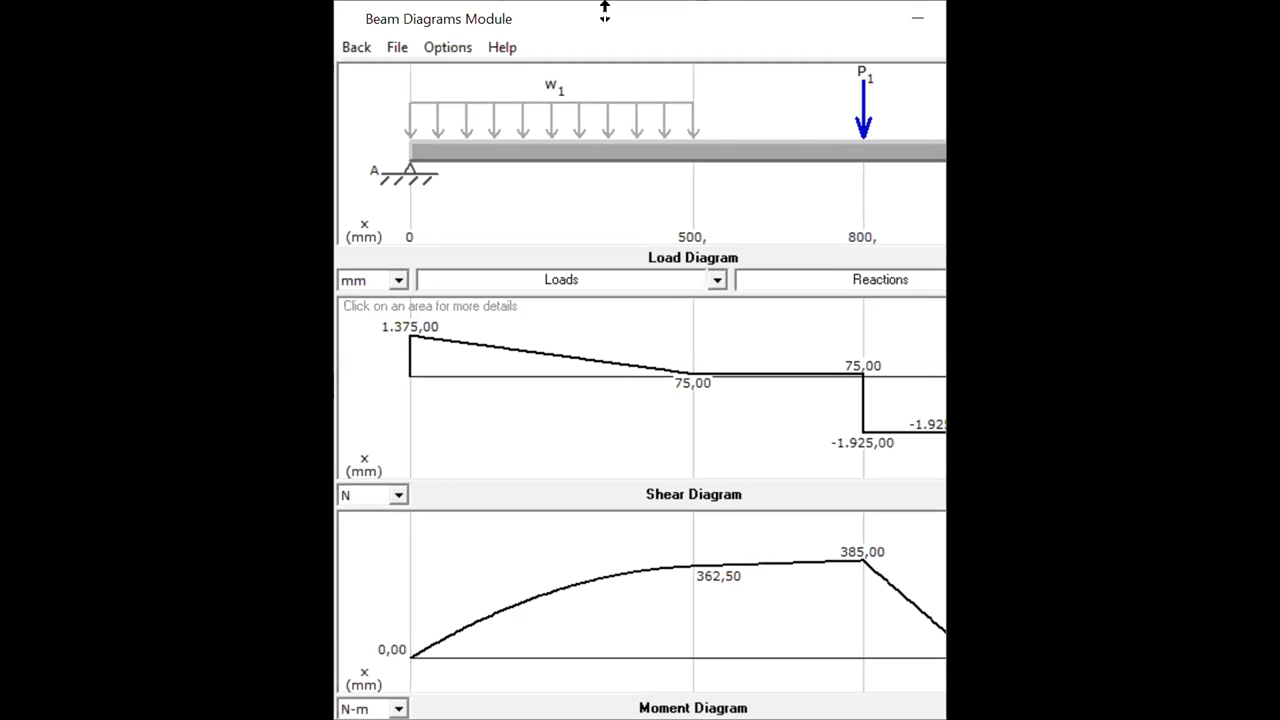 Beam Diagrams Module
Back File Options Help
w1 P1
A
x
(mm) 0 500, 800,
Load Diagram
mm Loads Reactions
Click on an area for more details
1.375,00
75,00
75,00
-1.925
-1.925,00
x
(mm)
N Shear Diagram
385,00
362,50
0,00
x
(mm)
N-m Moment Diagram